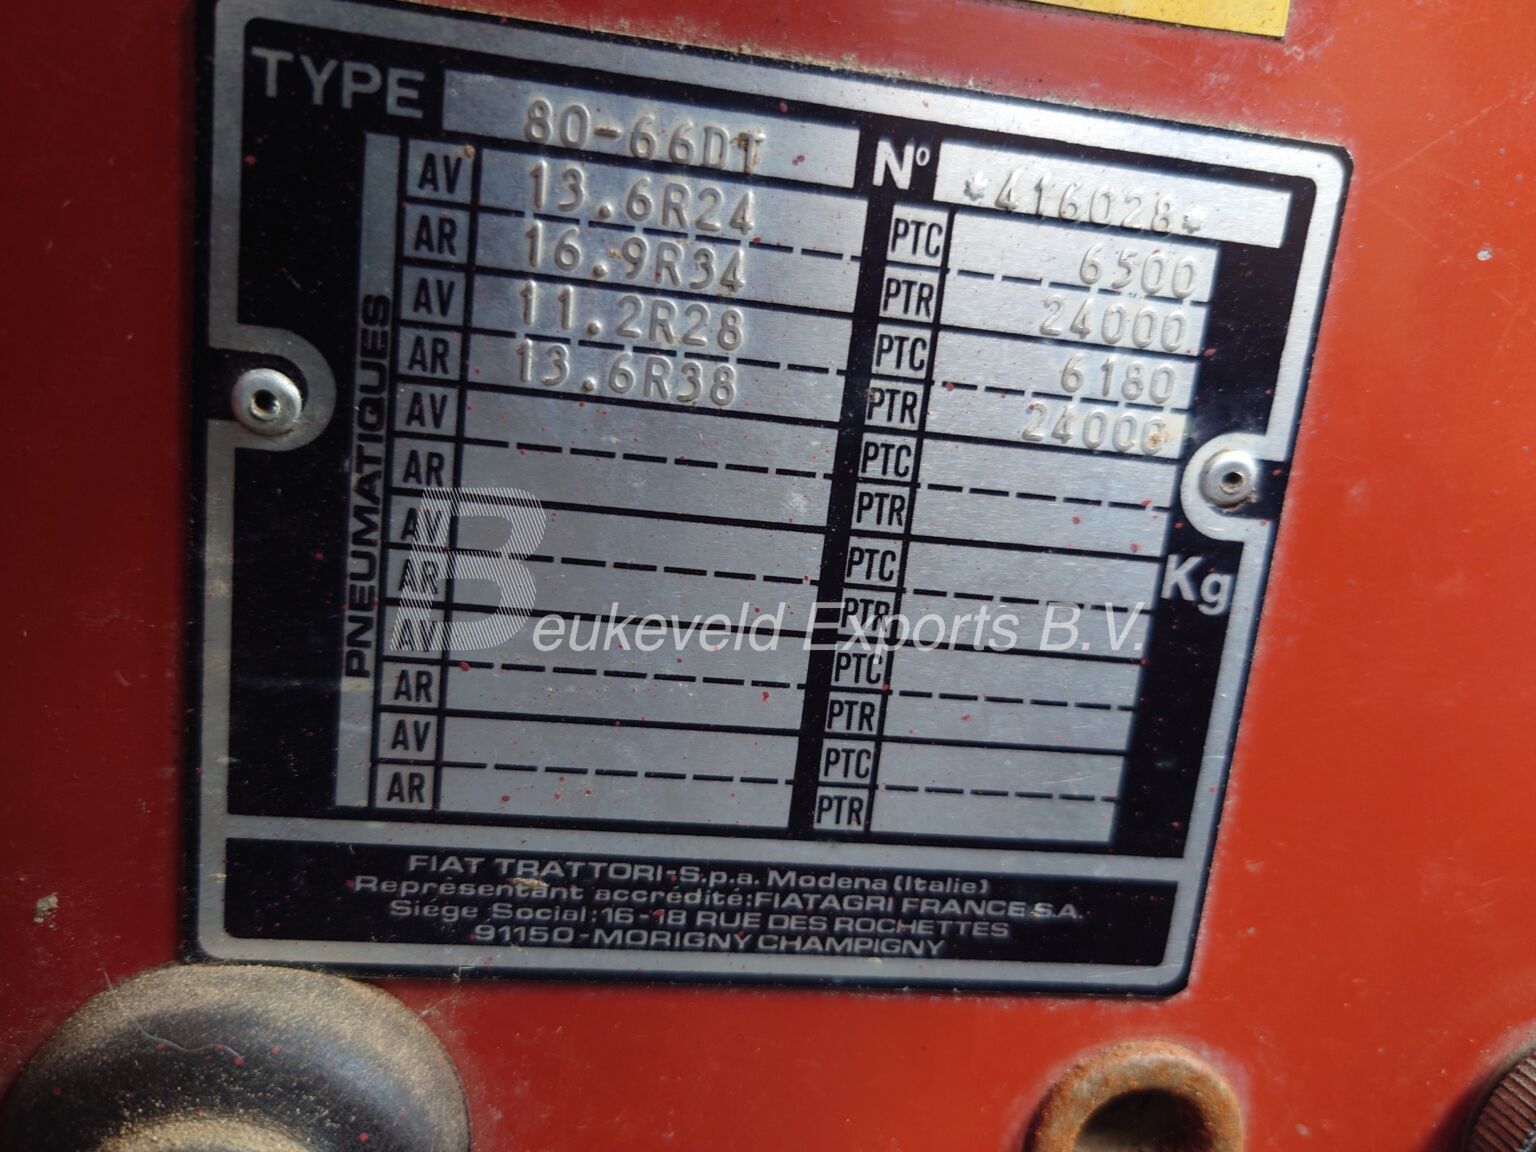 TYPE 80-66DT N° *416028*
PNEUMATIQUES
AV 13.6R24 PTC 6500
AR 16.9R34 PTR 24000
AV 11.2R28 PTC 6180
AR 13.6R38 PTR 24000
AV PTC
AR PTR
AV PTC
AR PTR
AV PTC
AR PTR
AV PTC
AR PTR
Kg
Beukeveld Exports B.V.
FIAT TRATTORI-S.p.a. Modena (Italie)
Représentant accrédité: FIATAGRI FRANCE S.A.
Siége Social: 16-18 RUE DES ROCHETTES
91150-MORIGNY CHAMPIGNY